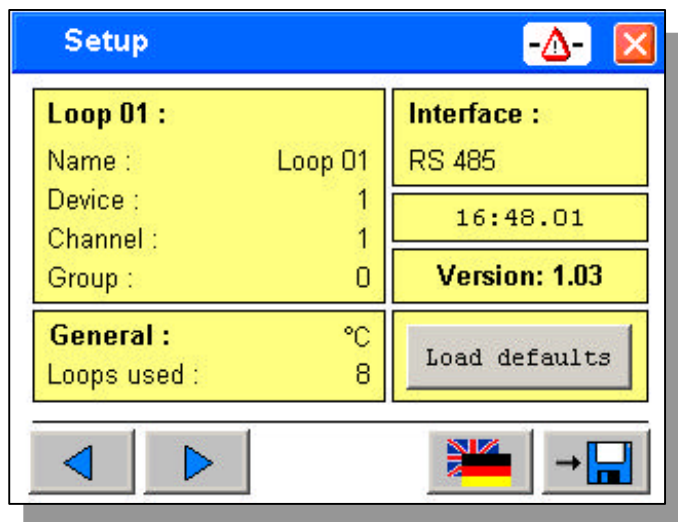 Setup
Loop 01 :
Name : Loop 01
Device : 1
Channel : 1
Group : 0
General : °C
Loops used : 8
Interface :
RS 485
16:48.01
Version: 1.03
Load defaults